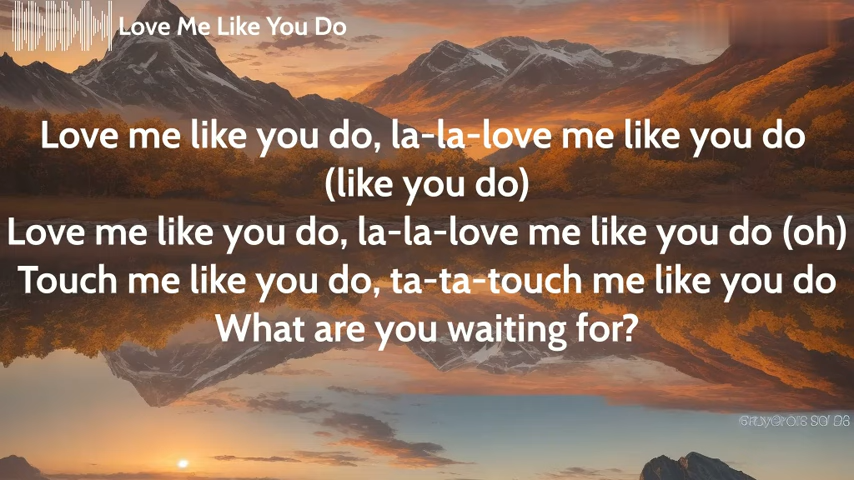 Love Me Like You Do
Love me like you do, la-la-love me like you do
(like you do)
Love me like you do, la-la-love me like you do (oh)
Touch me like you do, ta-ta-touch me like you do
What are you waiting for?